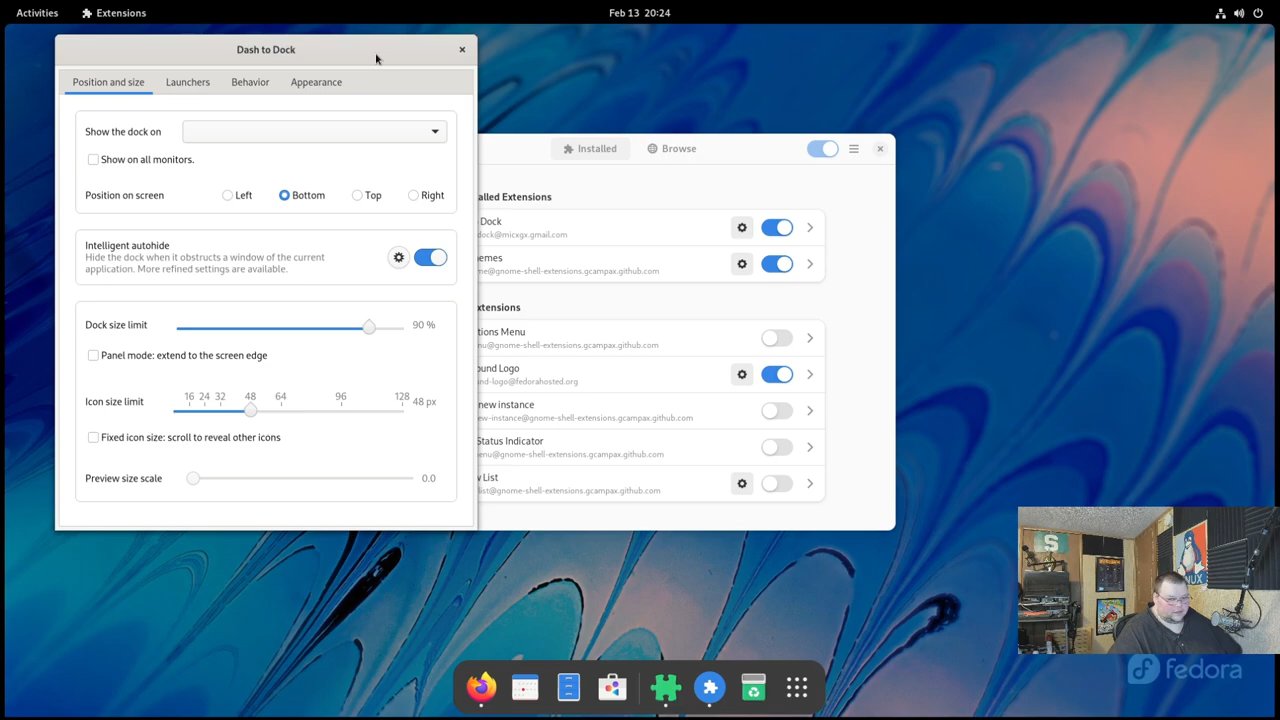 Activities
Extensions
Feb 13 20:24
Dash to Dock
Position and size
Launchers
Behavior
Appearance
Show the dock on
Show on all monitors.
Position on screen
Left
Bottom
Top
Right
Intelligent autohide
Hide the dock when it obstructs a window of the current
application. More refined settings are available.
Dock size limit
90 %
Panel mode: extend to the screen edge
16 24 32 48 64 96 128
Icon size limit
48 px
Fixed icon size: scroll to reveal other icons
Preview size scale
0.0
Installed
Browse
alled Extensions
Dock
dock@micxgx.gmail.com
emes
me@gnome-shell-extensions.gcampax.github.com
xtensions
tions Menu
nu@gnome-shell-extensions.gcampax.github.com
ound Logo
nd-logo@fedorahosted.org
new instance
ew-instance@gnome-shell-extensions.gcampax.github.com
Status Indicator
enu@gnome-shell-extensions.gcampax.github.com
w List
list@gnome-shell-extensions.gcampax.github.com
S
NUX
fedora